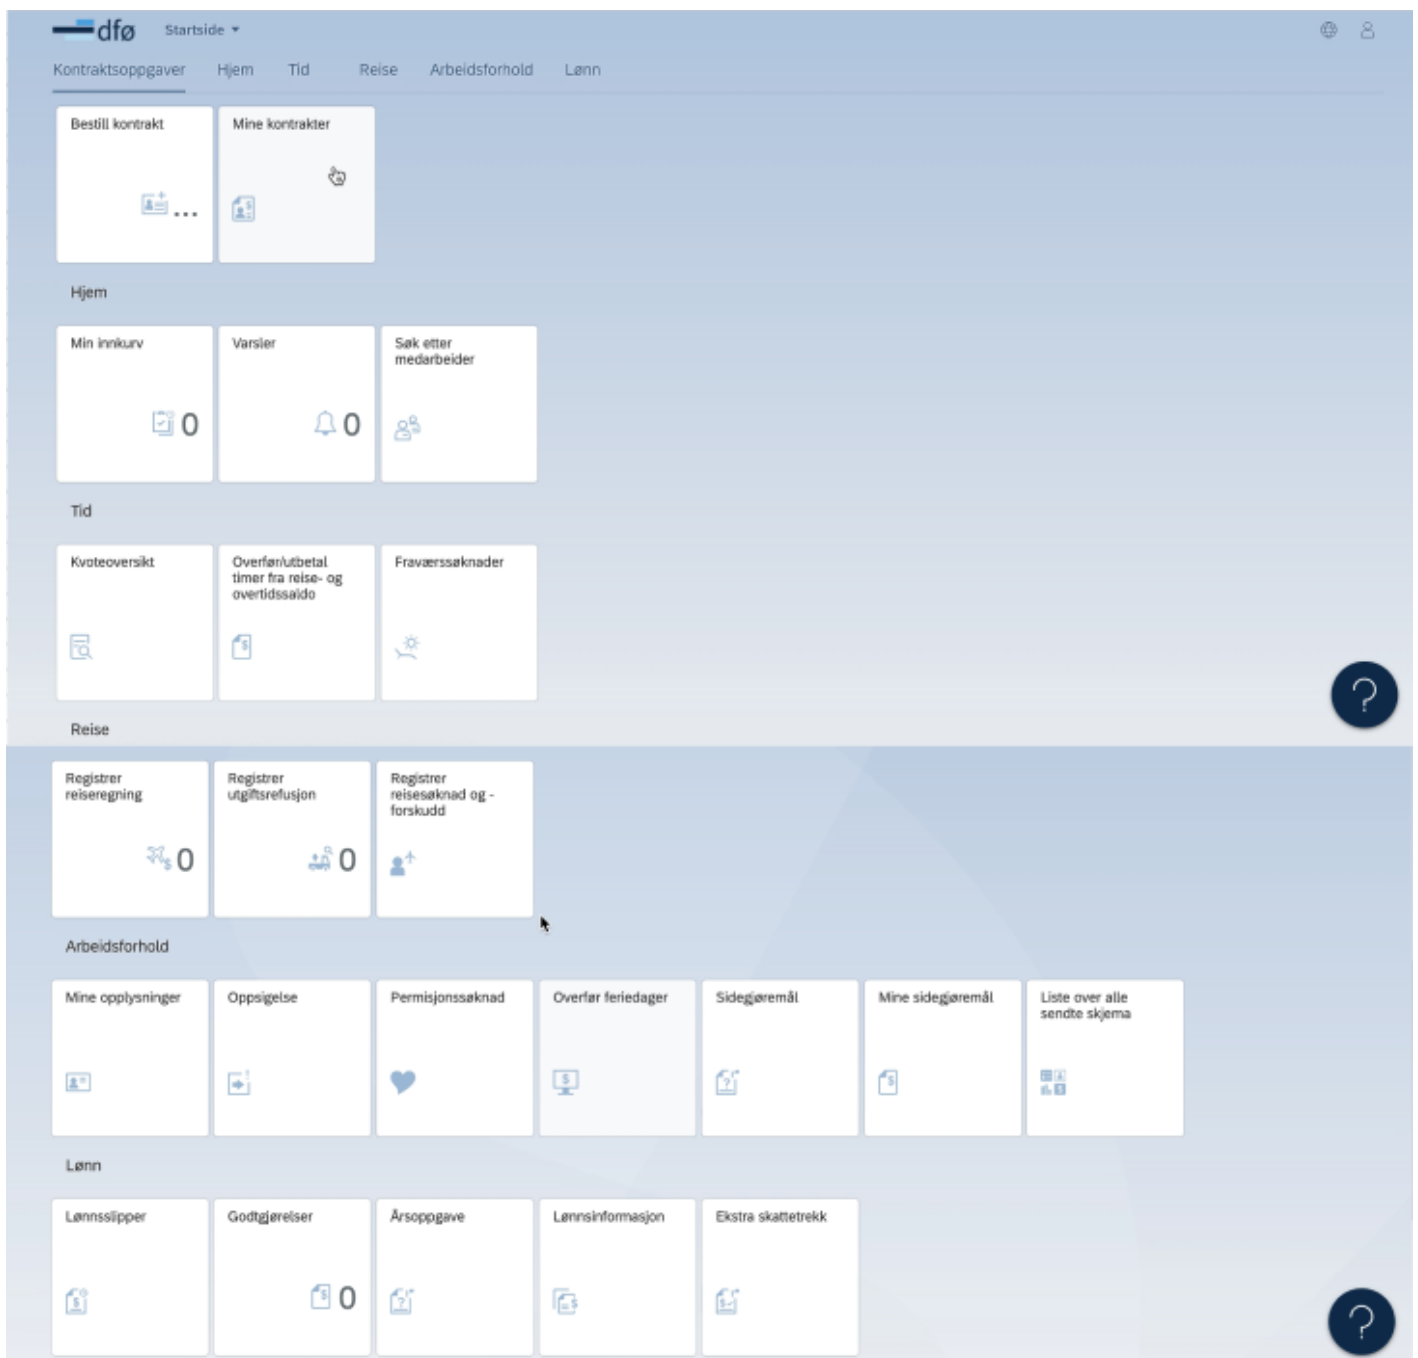 dfø Startside
Kontraktsoppgaver Hjem Tid Reise Arbeidsforhold Lønn
Bestill kontrakt
...
Mine kontrakter
Hjem
Min innkurv
0
Varsler
0
Søk etter
medarbeider
Tid
Kvoteoversikt
Overfør/utbetal
timer fra reise- og
overtidssaldo
Fraværssøknader
?
Reise
Registrer
reiseregning
0
Registrer
utgiftsrefusjon
0
Registrer
reisesøknad og -
forskudd
Arbeidsforhold
Mine opplysninger
Oppsigelse
Permisjonssøknad
Overfør feriedager
Sidegjøremål
Mine sidegjøremål
Liste over alle
sendte skjema
Lønn
Lønnsslipper
Godtgjørelser
0
Årsoppgave
Lønnsinformasjon
Ekstra skattetrekk
?